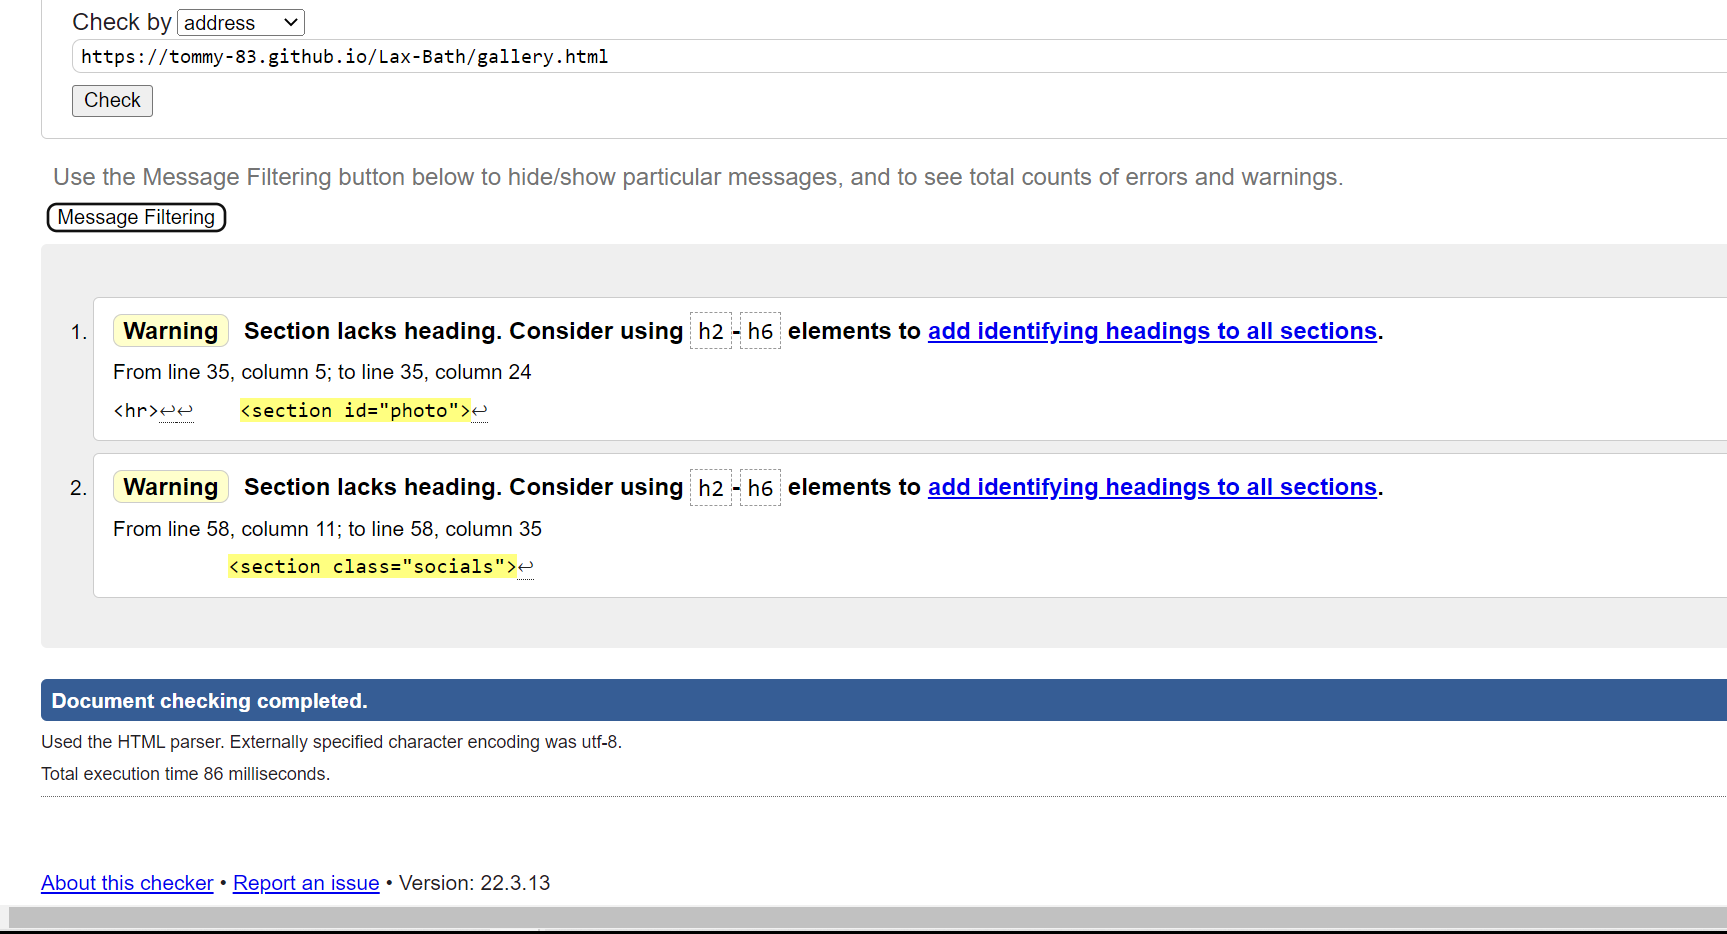 Check by address
https://tommy-83.github.io/Lax-Bath/gallery.html
Check
Use the Message Filtering button below to hide/show particular messages, and to see total counts of errors and warnings.
Message Filtering
1. Warning Section lacks heading. Consider using h2-h6 elements to add identifying headings to all sections.
From line 35, column 5; to line 35, column 24
<hr>↩↩    <section id="photo">↩
2. Warning Section lacks heading. Consider using h2-h6 elements to add identifying headings to all sections.
From line 58, column 11; to line 58, column 35
<section class="socials">↩
Document checking completed.
Used the HTML parser. Externally specified character encoding was utf-8.
Total execution time 86 milliseconds.
About this checker • Report an issue • Version: 22.3.13